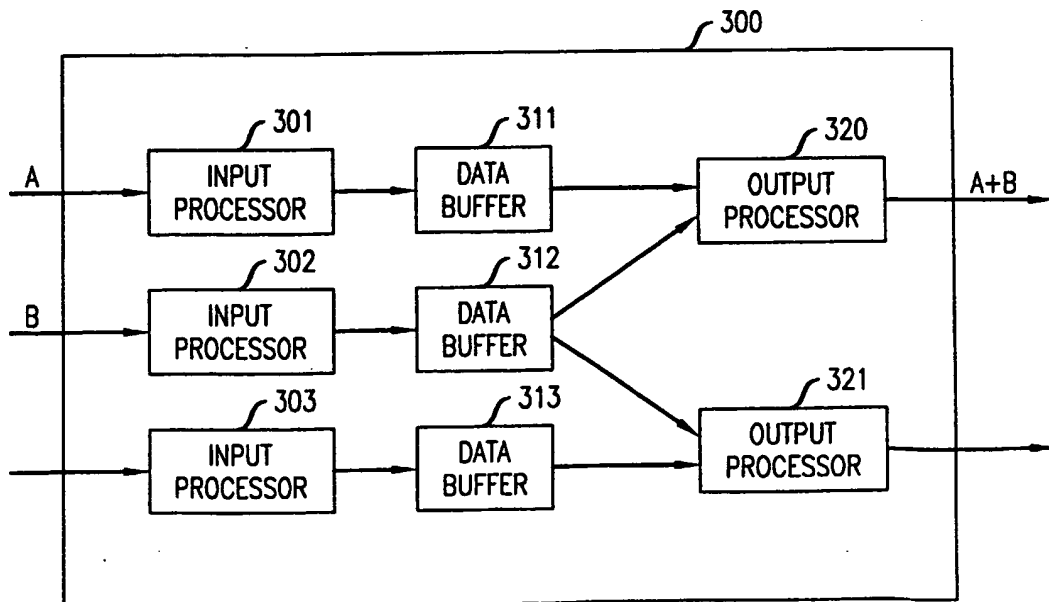 300
301
311
320
A
INPUT
PROCESSOR
DATA
BUFFER
OUTPUT
PROCESSOR
A+B
302
312
B
INPUT
PROCESSOR
DATA
BUFFER
303
313
321
INPUT
PROCESSOR
DATA
BUFFER
OUTPUT
PROCESSOR